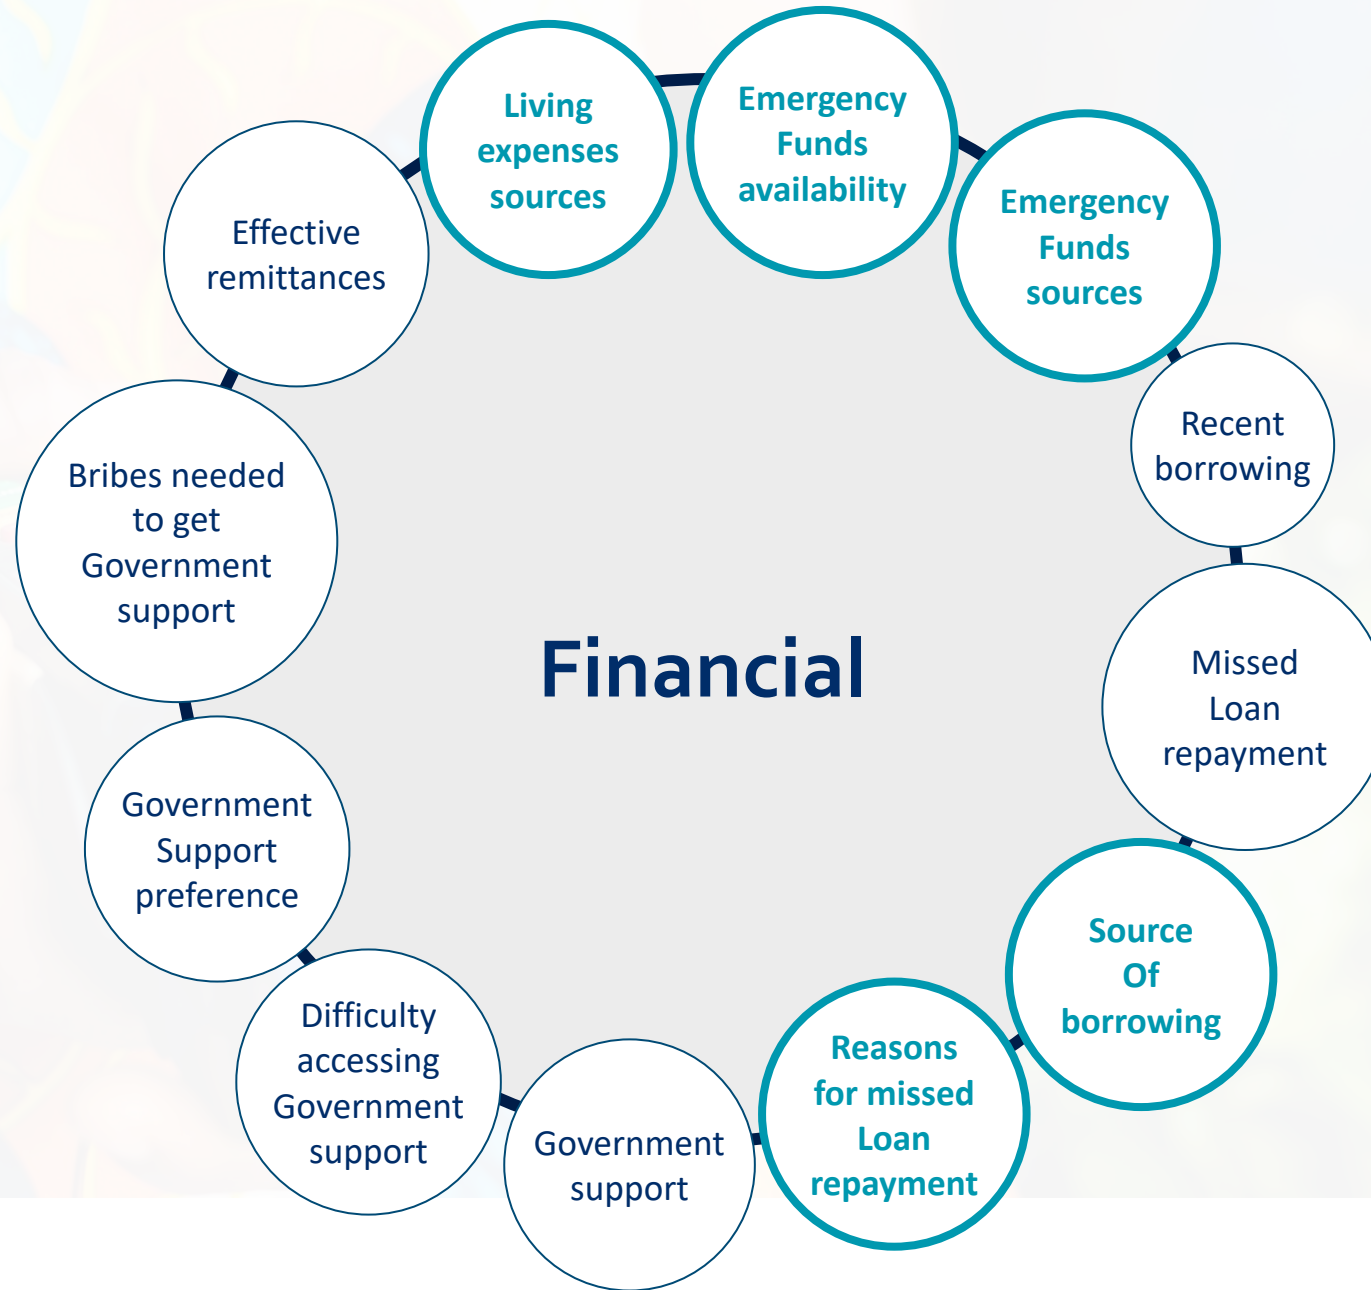 Living
expenses
sources
Emergency
Funds
availability
Emergency
Funds
sources
Recent
borrowing
Missed
Loan
repayment
Source
Of
borrowing
Reasons
for missed
Loan
repayment
Government
support
Difficulty
accessing
Government
support
Government
Support
preference
Bribes needed
to get
Government
support
Effective
remittances
Financial